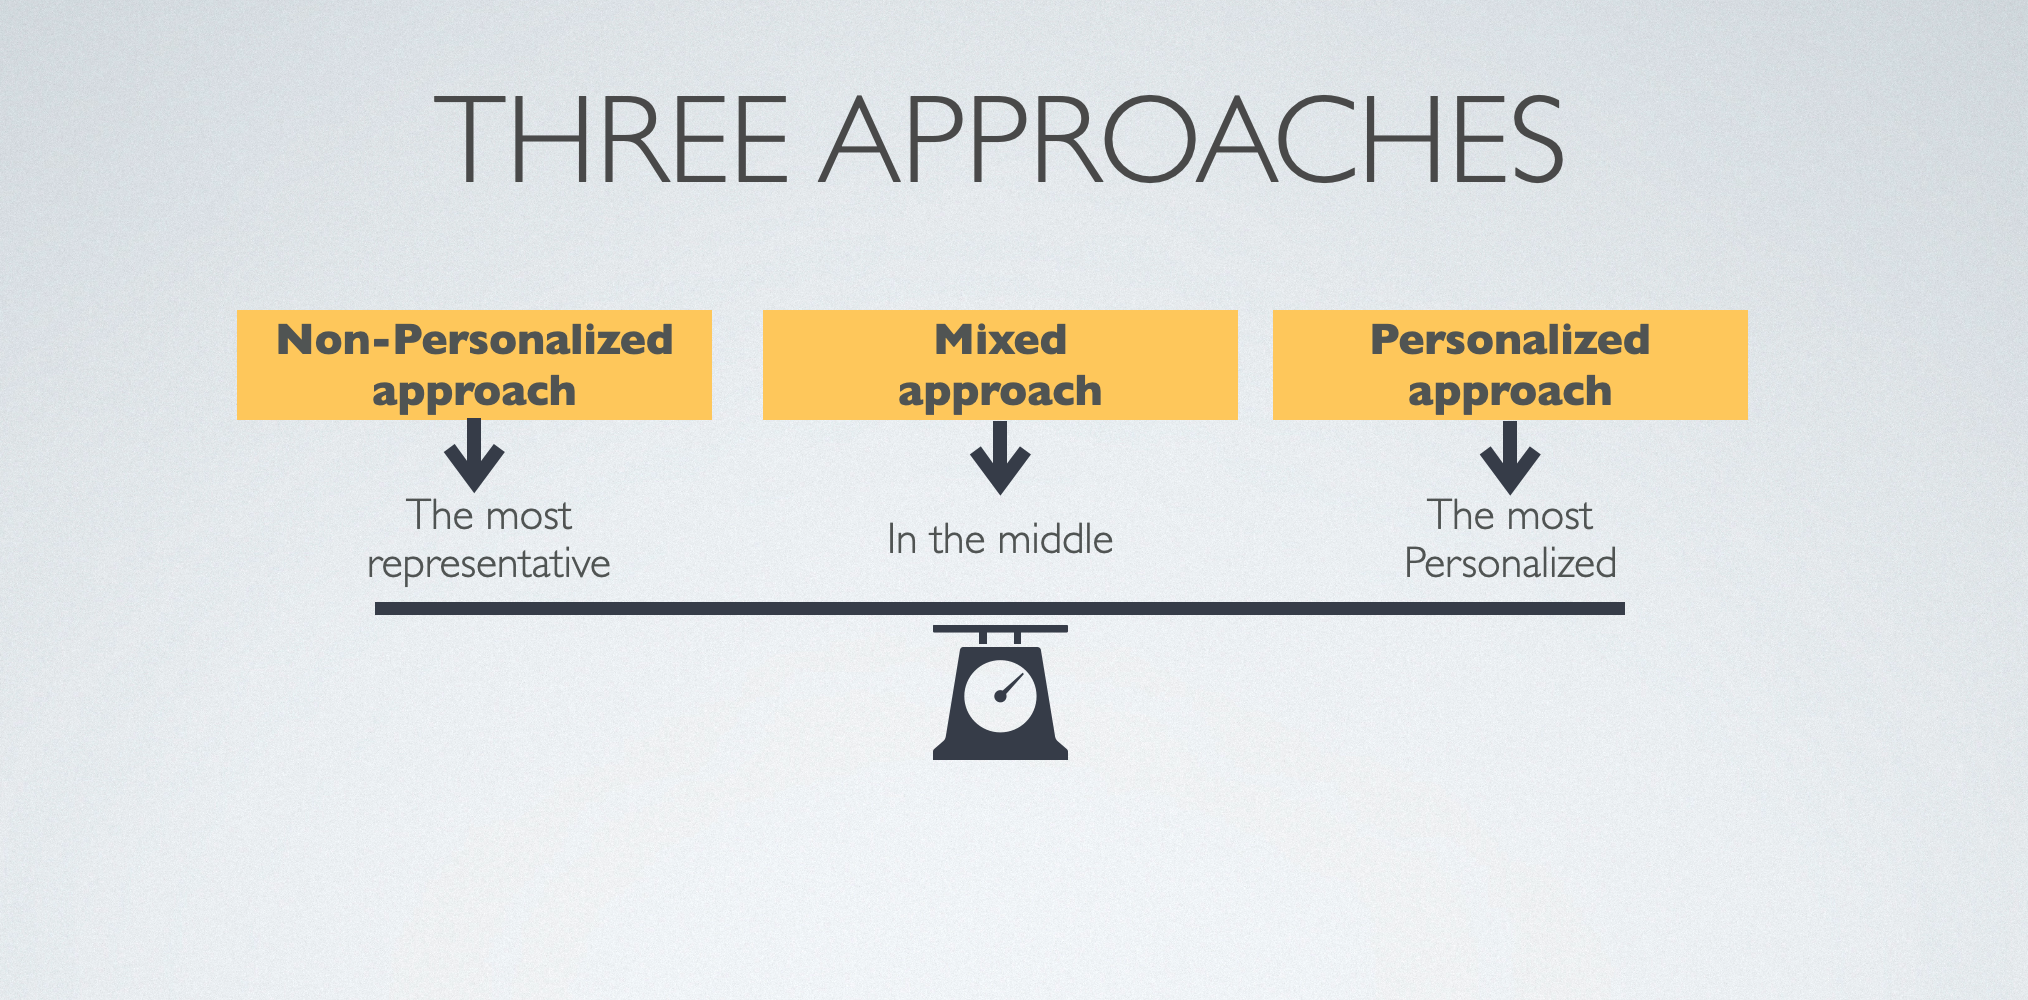 THREE APPROACHES
Non-Personalized
approach
Mixed
approach
Personalized
approach
The most
representative
In the middle
The most
Personalized